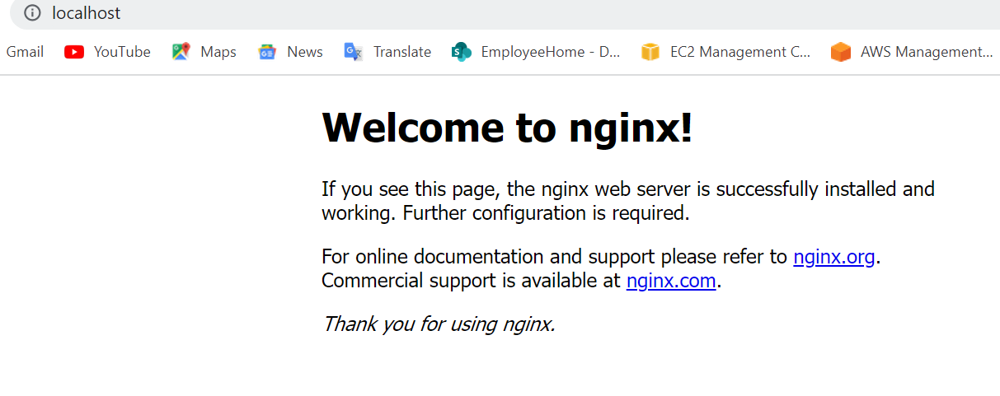 localhost
Gmail YouTube Maps News Translate EmployeeHome - D... EC2 Management C... AWS Management...
Welcome to nginx!
If you see this page, the nginx web server is successfully installed and
working. Further configuration is required.
For online documentation and support please refer to nginx.org.
Commercial support is available at nginx.com.
Thank you for using nginx.